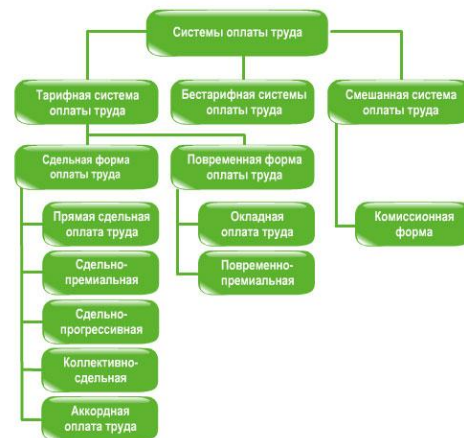 Системы оплаты труда
Тарифная система
оплаты труда
Бестарифная системы
оплаты труда
Смешанная система
оплаты труда
Сдельная форма
оплаты труда
Повременная форма
оплаты труда
Прямая сдельная
оплата труда
Окладная
оплата труда
Комиссионная
форма
Сдельно-
премиальная
Повременно-
премиальная
Сдельно-
прогрессивная
Коллективно-
сдельная
Аккордная
оплата труда